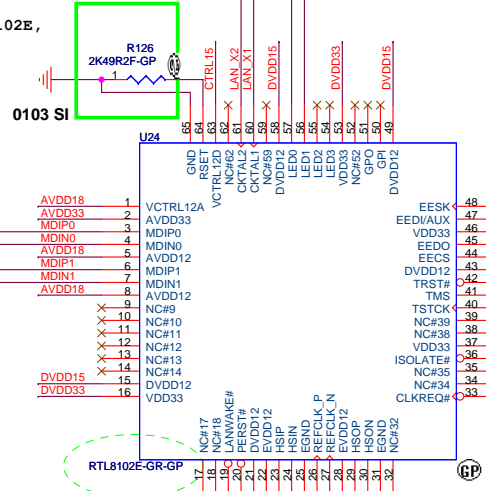 102E,
R126
2K49R2F-GP
1
0103 SI
CTRL15
LAN_X2
LAN_X1
DVDD15
DVDD33
DVDD15
65
64
63
62
61
60
59
58
57
56
55
54
53
52
51
50
49
U24
GND
RSET
VCTRL12D
NC#62
CKTAL2
CKTAL1
NC#59
DVDD12
LED0
LED1
LED2
LED3
VDD33
NC#52
GPO
GPI
DVDD12
AVDD18 1 VCTRL12A
AVDD33 2 AVDD33
MDIP0 3 MDIP0
MDIN0 4 MDIN0
AVDD18 5 AVDD12
MDIP1 6 MDIP1
MDIN1 7 MDIN1
AVDD18 8 AVDD12
9 NC#9
10 NC#10
11 NC#11
12 NC#12
13 NC#13
14 NC#14
DVDD15 15 DVDD12
DVDD33 16 VDD33
EESK 48
EEDI/AUX 47
VDD33 46
EEDO 45
EECS 44
DVDD12 43
TRST# 42
TMS 41
TSTCK 40
NC#39 39
NC#38 38
VDD33 37
ISOLATE# 36
NC#35 35
NC#34 34
CLKREQ# 33
NC#17
NC#18
LANWAKE#
PERST#
DVDD12
EVDD12
HSIP
HSIN
EGND
REFCLK_P
REFCLK_N
EVDD12
HSOP
HSON
EGND
NC#32
RTL8102E-GR-GP
17
18
19
20
21
22
23
24
25
26
27
28
29
30
31
32
GP